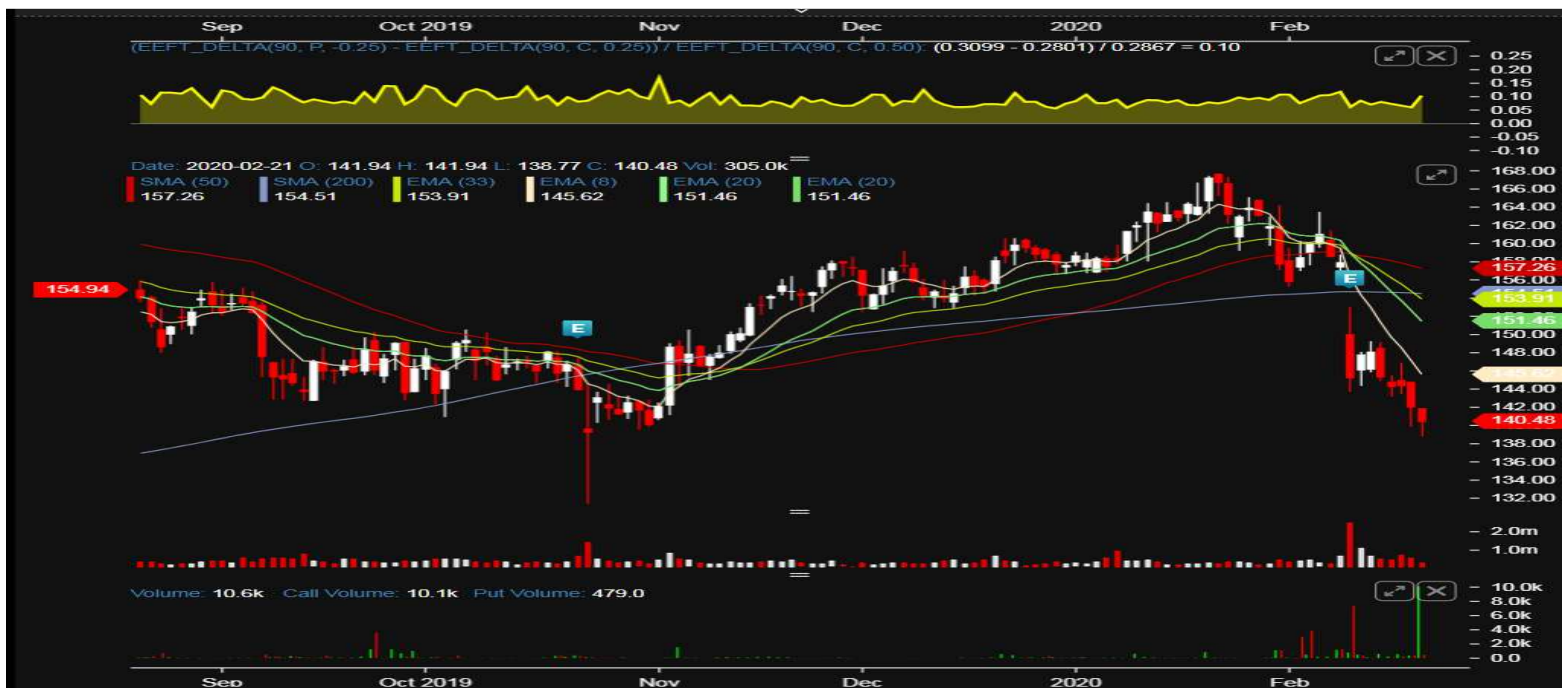 Sep Oct 2019 Nov Dec 2020 Feb
(EEFT_DELTA(90, P, -0.25) - EEFT_DELTA(90, C, 0.25)) / EEFT_DELTA(90, C, 0.50): (0.3099 - 0.2801) / 0.2867 = 0.10
0.25
0.20
0.15
0.10
0.05
0.00
-0.05
-0.10
Date: 2020-02-21 O: 141.94 H: 141.94 L: 138.77 C: 140.48 Vol: 305.0k
SMA (50) SMA (200) EMA (33) EMA (8) EMA (20) EMA (20)
157.26 154.51 153.91 145.62 151.46 151.46
168.00
166.00
164.00
162.00
160.00
158.00
157.26
156.00
154.94
153.91
151.46
150.00
148.00
145.62
144.00
142.00
140.48
138.00
136.00
134.00
132.00
E
E
2.0m
1.0m
Volume: 10.6k Call Volume: 10.1k Put Volume: 479.0
10.0k
8.0k
6.0k
4.0k
2.0k
0.0
Sep Oct 2019 Nov Dec 2020 Feb